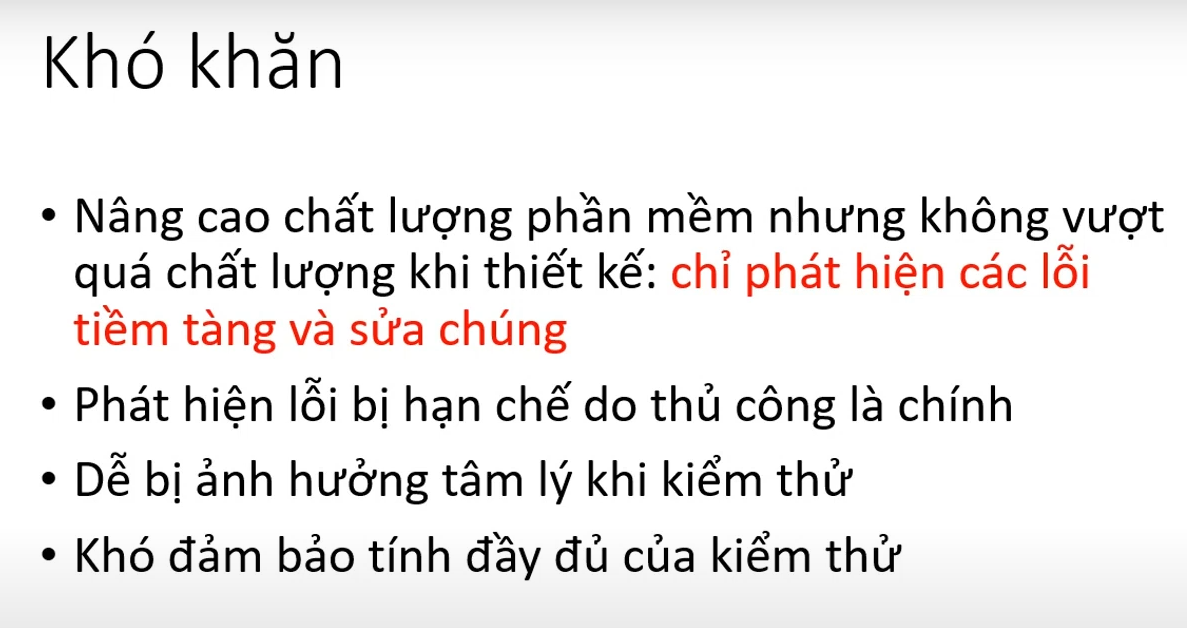 Khó khăn
• Nâng cao chất lượng phần mềm nhưng không vượt
quá chất lượng khi thiết kế: chỉ phát hiện các lỗi
tiềm tàng và sửa chúng
• Phát hiện lỗi bị hạn chế do thủ công là chính
• Dễ bị ảnh hưởng tâm lý khi kiểm thử
• Khó đảm bảo tính đầy đủ của kiểm thử